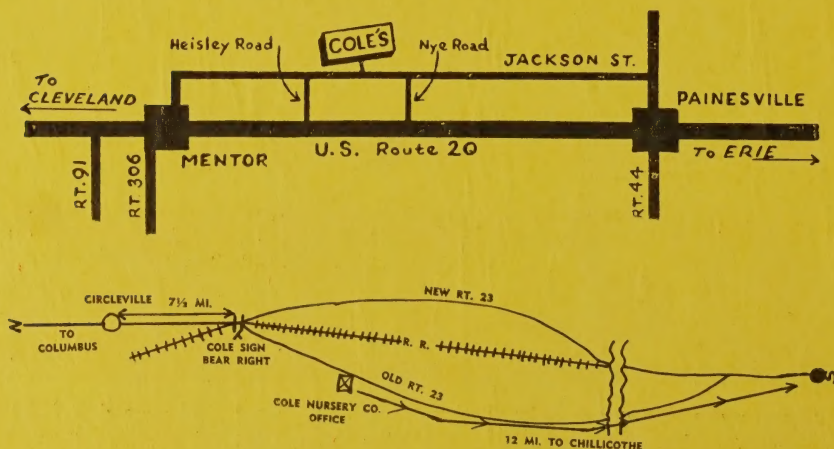 Heisley Road
COLE'S
Nye Road
JACKSON ST.
TO
CLEVELAND
PAINESVILLE
MENTOR
U.S. Route 20
TO ERIE
RT. 91
RT. 306
RT. 44
CIRCLEVILLE
7½ MI.
NEW RT. 23
N
TO
COLUMBUS
COLE SIGN
BEAR RIGHT
R. R.
OLD RT. 23
S
COLE NURSERY CO.
OFFICE
12 MI. TO CHILLICOTHE